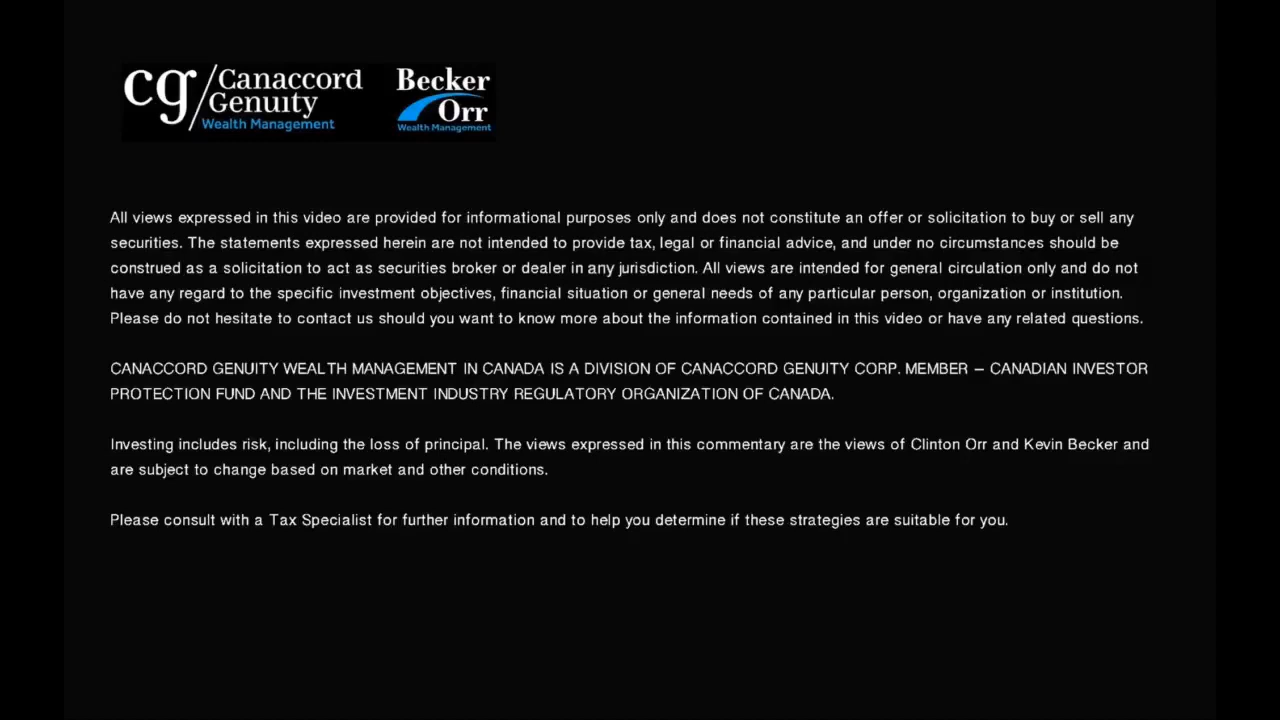 cg/Canaccord
Genuity
Wealth Management
Becker
Orr
Wealth Management
All views expressed in this video are provided for informational purposes only and does not constitute an offer or solicitation to buy or sell any
securities. The statements expressed herein are not intended to provide tax, legal or financial advice, and under no circumstances should be
construed as a solicitation to act as securities broker or dealer in any jurisdiction. All views are intended for general circulation only and do not
have any regard to the specific investment objectives, financial situation or general needs of any particular person, organization or institution.
Please do not hesitate to contact us should you want to know more about the information contained in this video or have any related questions.
CANACCORD GENUITY WEALTH MANAGEMENT IN CANADA IS A DIVISION OF CANACCORD GENUITY CORP. MEMBER – CANADIAN INVESTOR
PROTECTION FUND AND THE INVESTMENT INDUSTRY REGULATORY ORGANIZATION OF CANADA.
Investing includes risk, including the loss of principal. The views expressed in this commentary are the views of Clinton Orr and Kevin Becker and
are subject to change based on market and other conditions.
Please consult with a Tax Specialist for further information and to help you determine if these strategies are suitable for you.